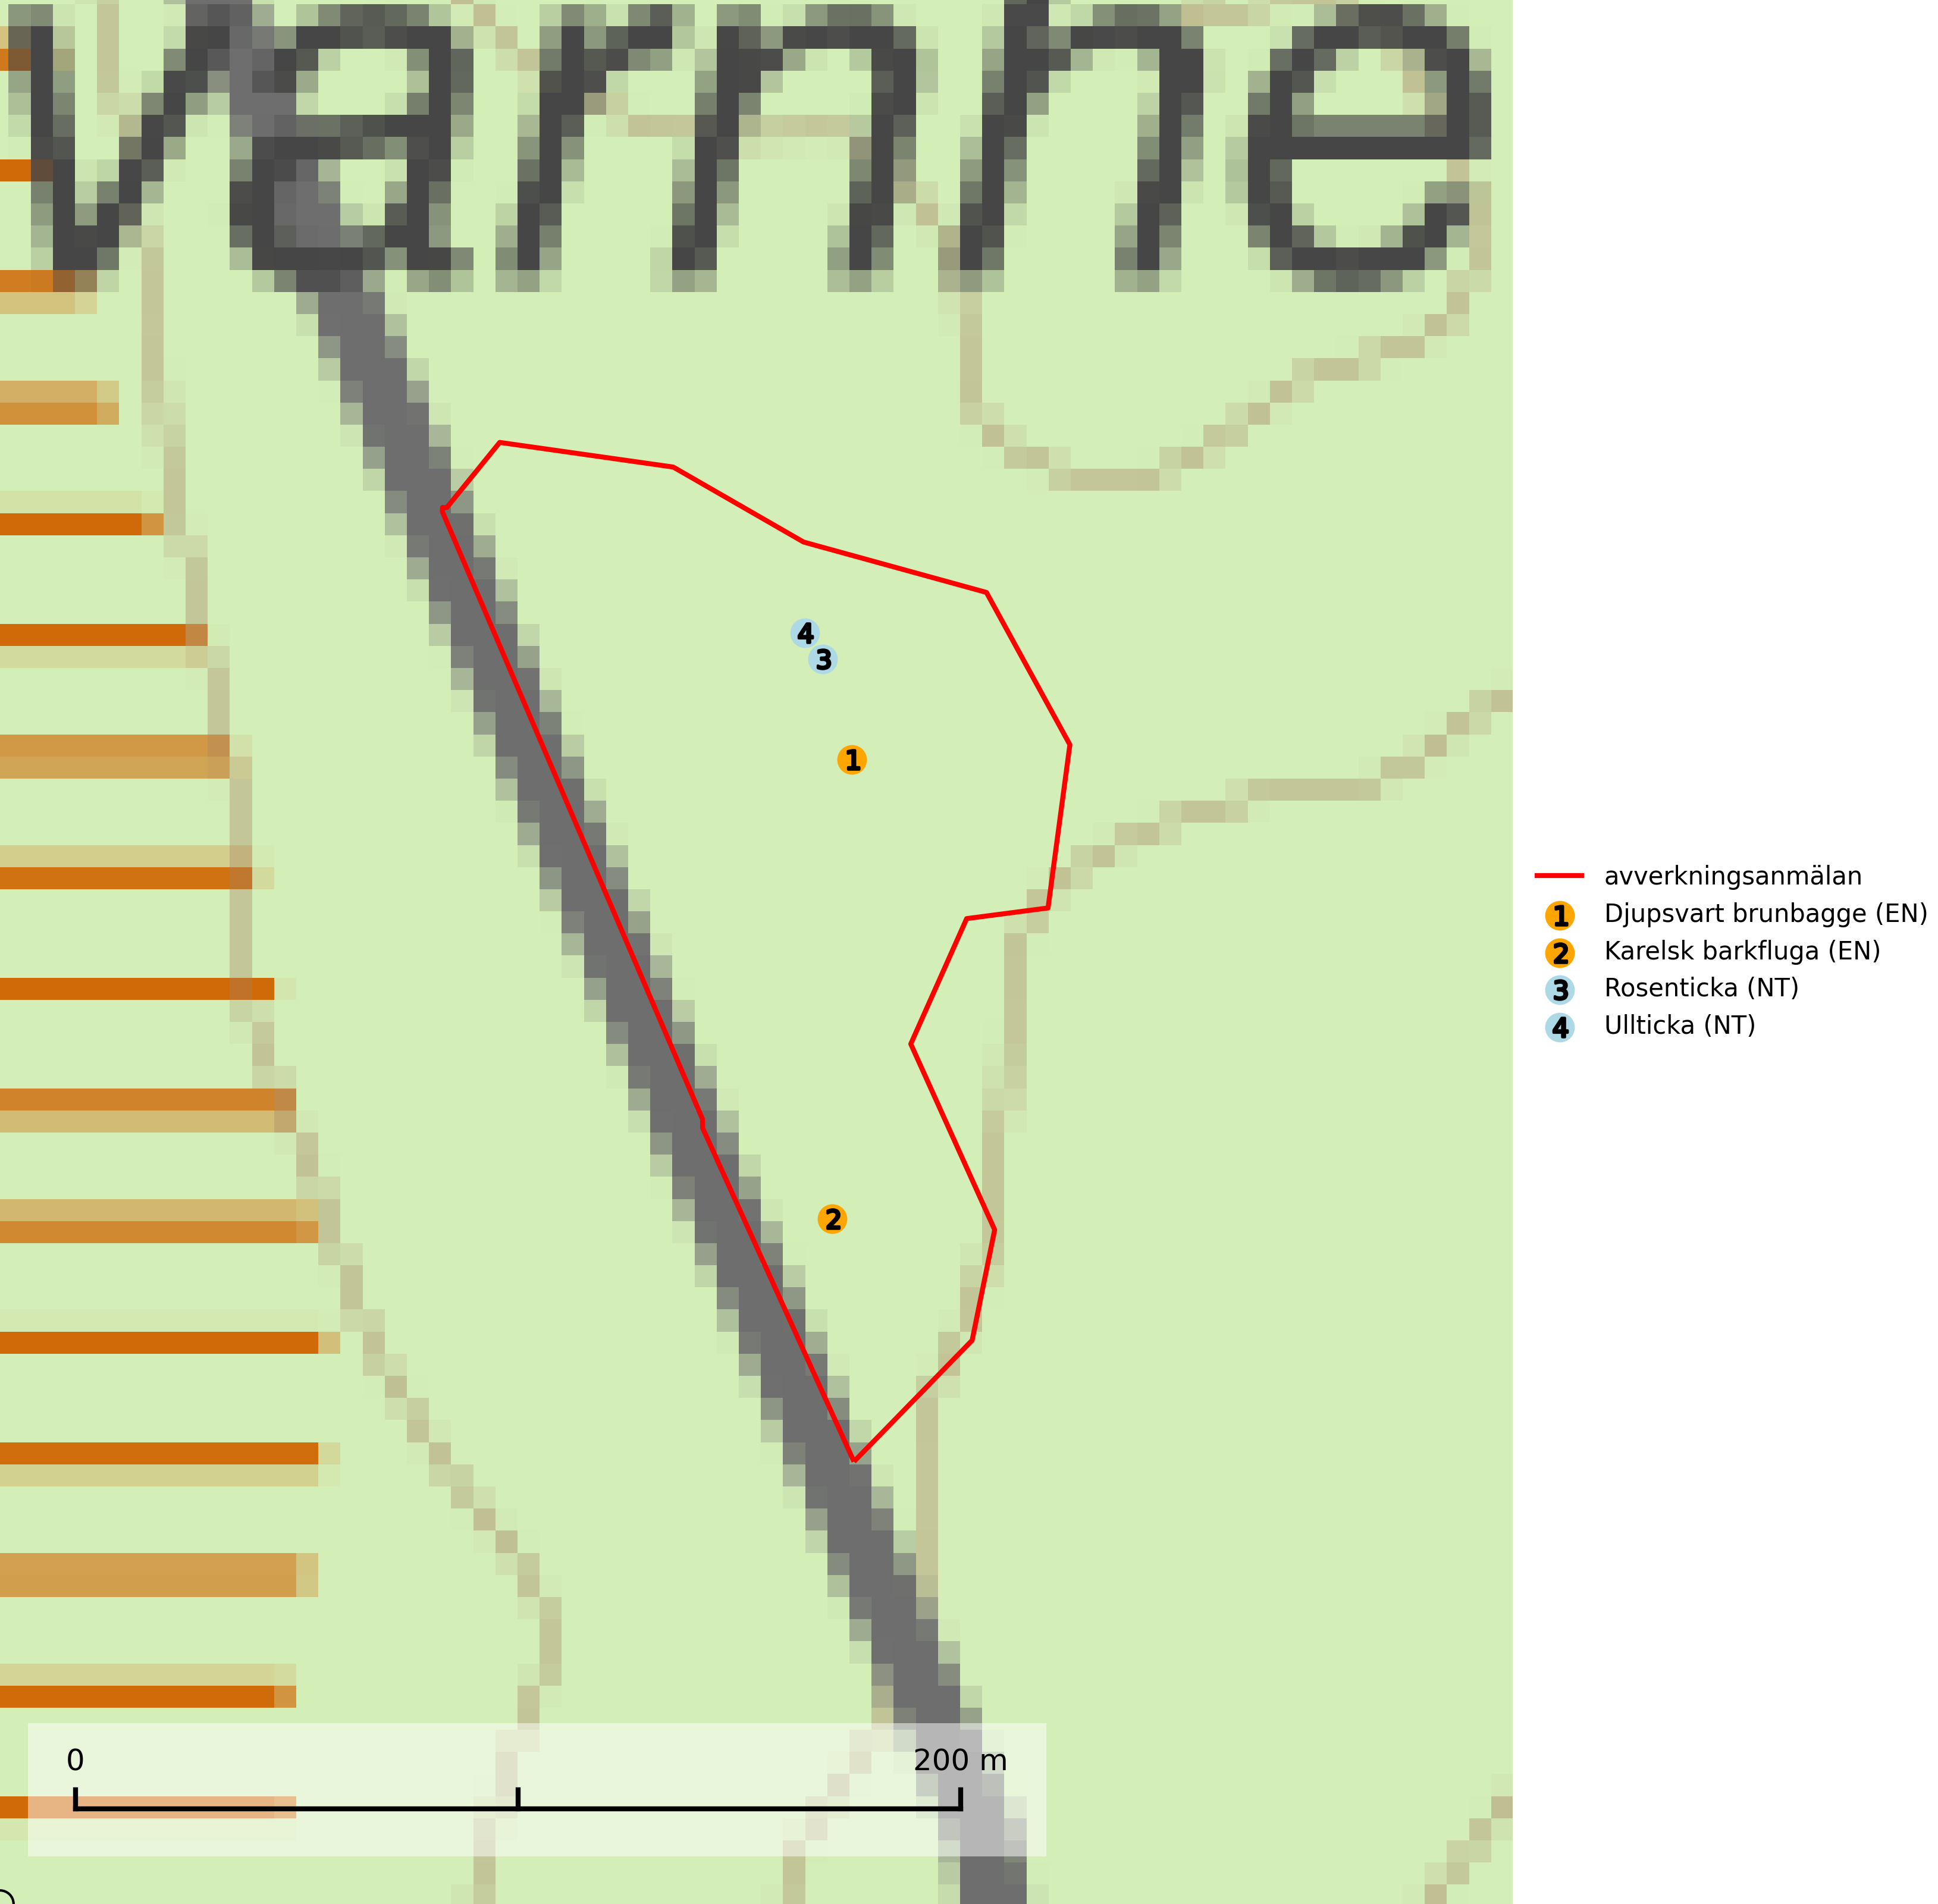 värnne
avverkningsanmälan
1 Djupsvart brunbagge (EN)
2 Karelsk barkfluga (EN)
3 Rosenticka (NT)
4 Ullticka (NT)
4
3
1
2
0 200 m